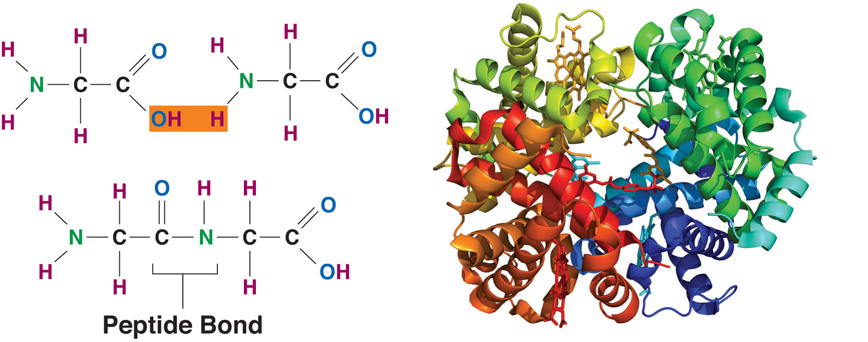 H H
H O H O
N C C N C C
H OH H OH
H H
H O H H
H O
N C C N C C
H OH
H H
Peptide Bond